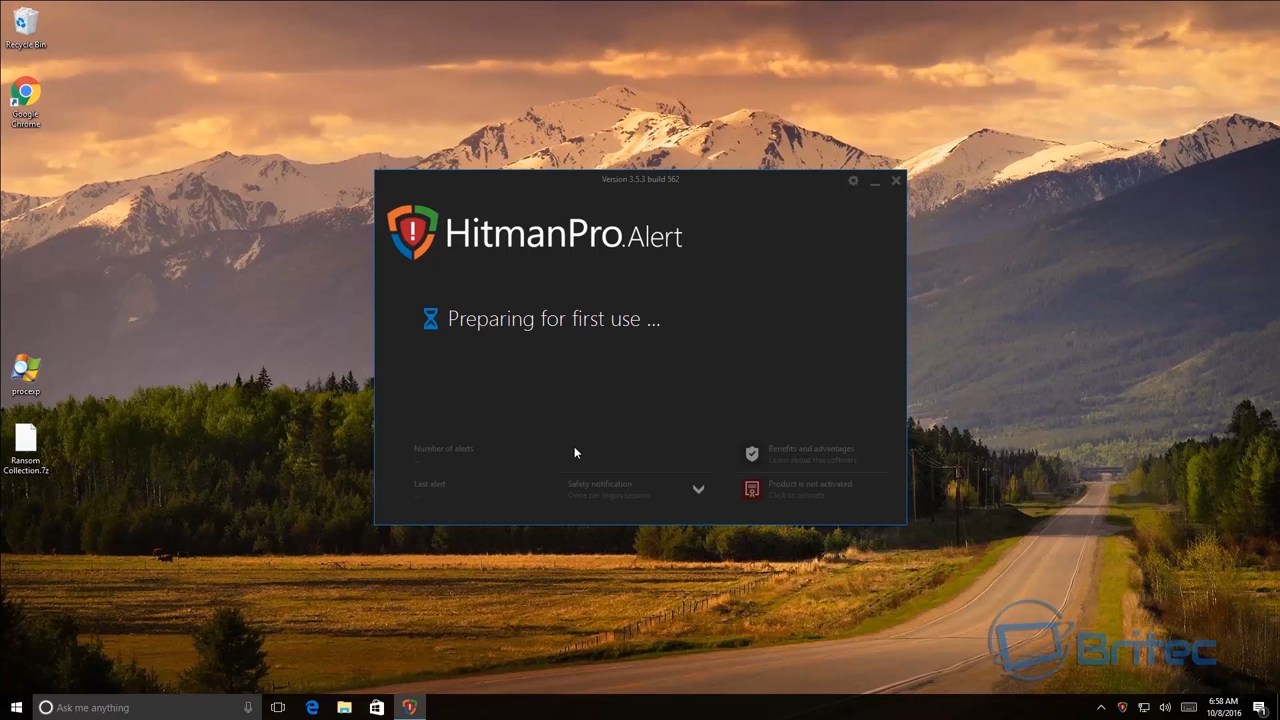 Recycle Bin
Google
Chrome
procexp
Ransom
Collection.7z
Version 3.5.3 build 562
HitmanPro.Alert
Preparing for first use ...
Number of alerts
Benefits and advantages
Learn about this software
Last alert
Safety notification
Once per logon session
Product is not activated
Click to activate
Britec
Ask me anything
6:58 AM
10/8/2016
1